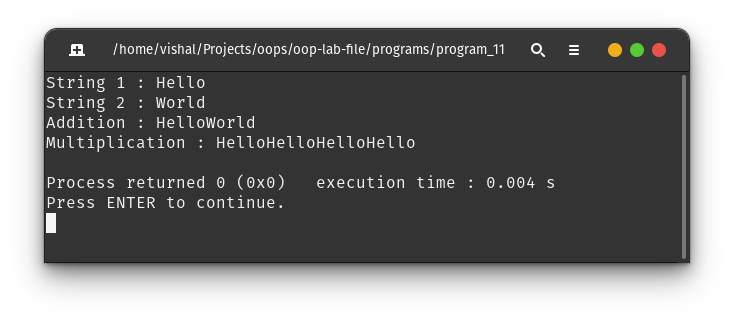 /home/vishal/Projects/oops/oop-lab-file/programs/program_11
String 1 : Hello
String 2 : World
Addition : HelloWorld
Multiplication : HelloHelloHelloHello
Process returned 0 (0x0)   execution time : 0.004 s
Press ENTER to continue.